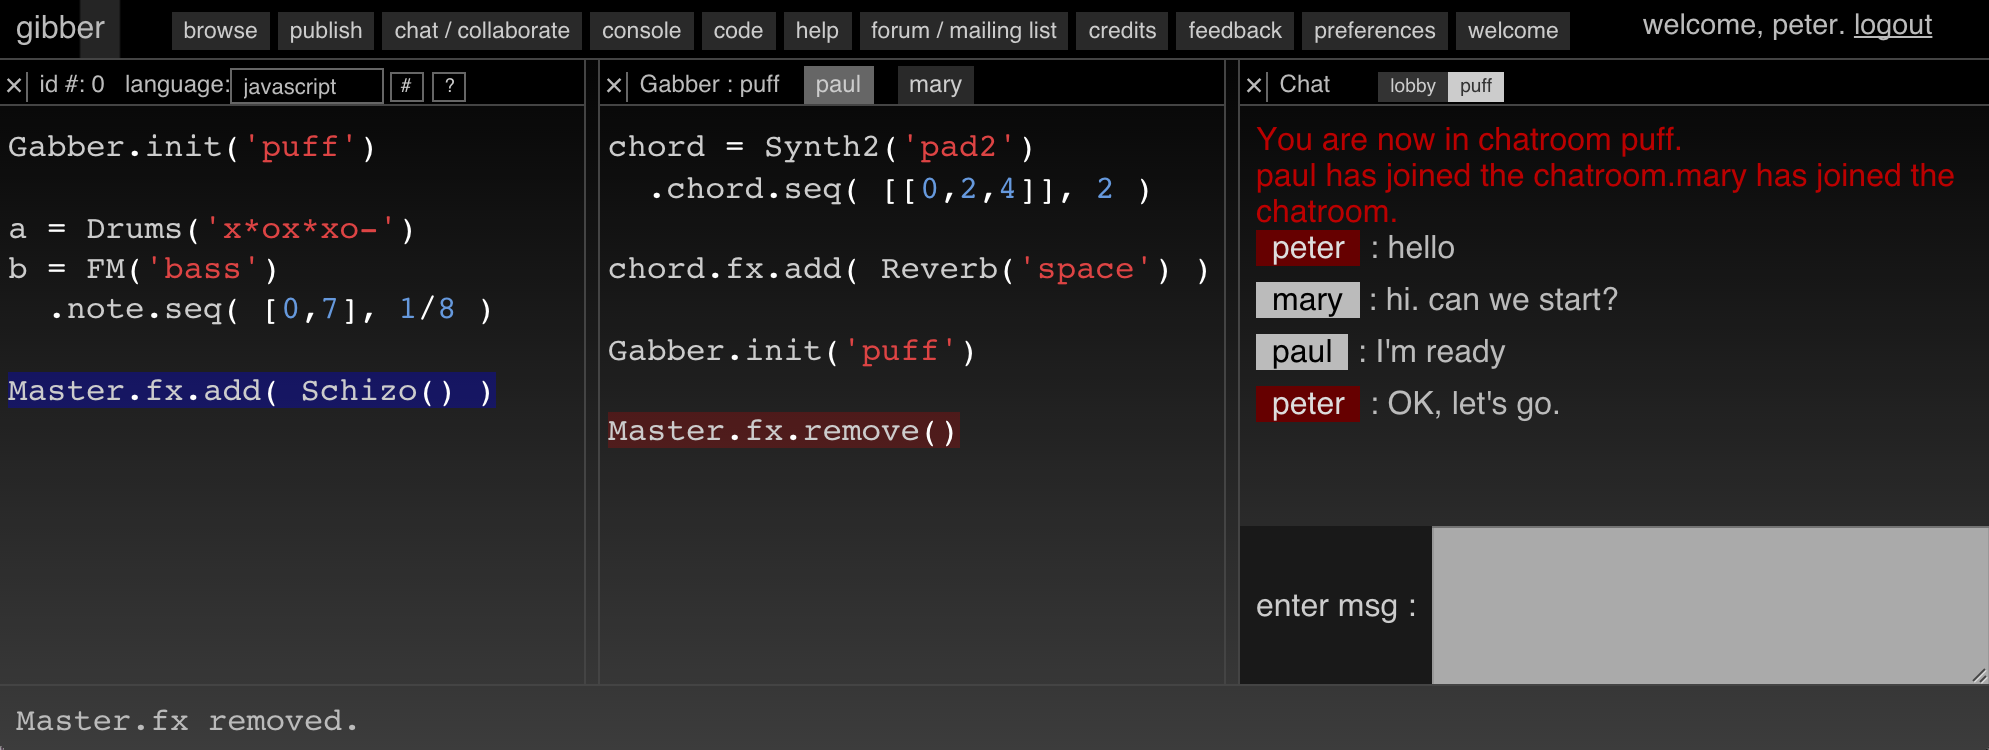 gibber browse publish chat / collaborate console code help forum / mailing list credits feedback preferences welcome welcome, peter. logout
× id #: 0 language: javascript # ?
Gabber.init('puff')
a = Drums('x*ox*xo-')
b = FM('bass')
.note.seq( [0,7], 1/8 )
Master.fx.add( Schizo() )
× Gabber : puff paul mary
chord = Synth2('pad2')
.chord.seq( [[0,2,4]], 2 )
chord.fx.add( Reverb('space') )
Gabber.init('puff')
Master.fx.remove()
× Chat lobby puff
You are now in chatroom puff.
paul has joined the chatroom.mary has joined the
chatroom.
peter : hello
mary : hi. can we start?
paul : I'm ready
peter : OK, let's go.
enter msg :
Master.fx removed.